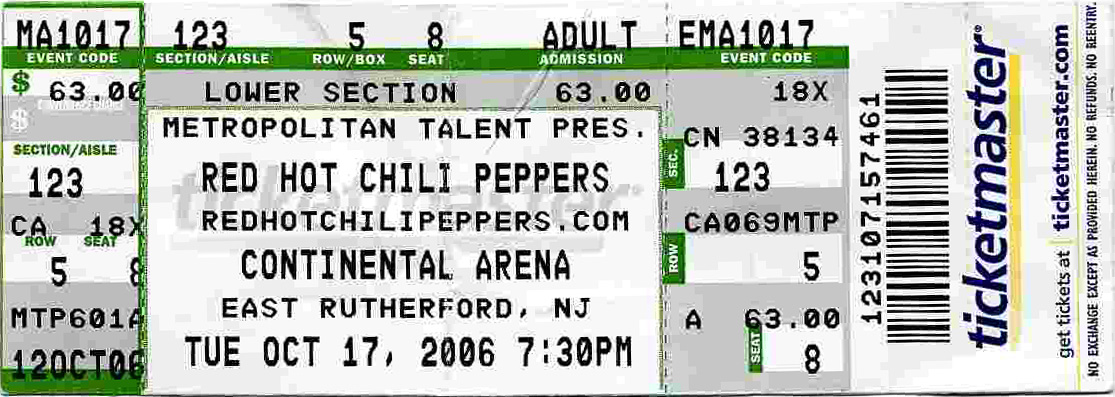 MA1017 123 5 8 ADULT EMA1017
EVENT CODE SECTION/AISLE ROW/BOX SEAT ADMISSION EVENT CODE
$ 63.00 LOWER SECTION 63.00 18X
$
METROPOLITAN TALENT PRES.
CN 38134
SECTION/AISLE
123
RED HOT CHILI PEPPERS
SEC. 123
CA 18X
REDHOTCHILIPEPPERS.COM
CA069MTP
ROW SEAT
5 8
CONTINENTAL ARENA
ROW 5
MTP601A
EAST RUTHERFORD, NJ
A 63.00
12OCT06
TUE OCT 17, 2006 7:30PM
SEAT 8
ticketmaster
1231071157461
ticketmaster®
get tickets at | ticketmaster.com
NO EXCHANGE EXCEPT AS PROVIDED HEREIN. NO REFUNDS. NO REENTRY.